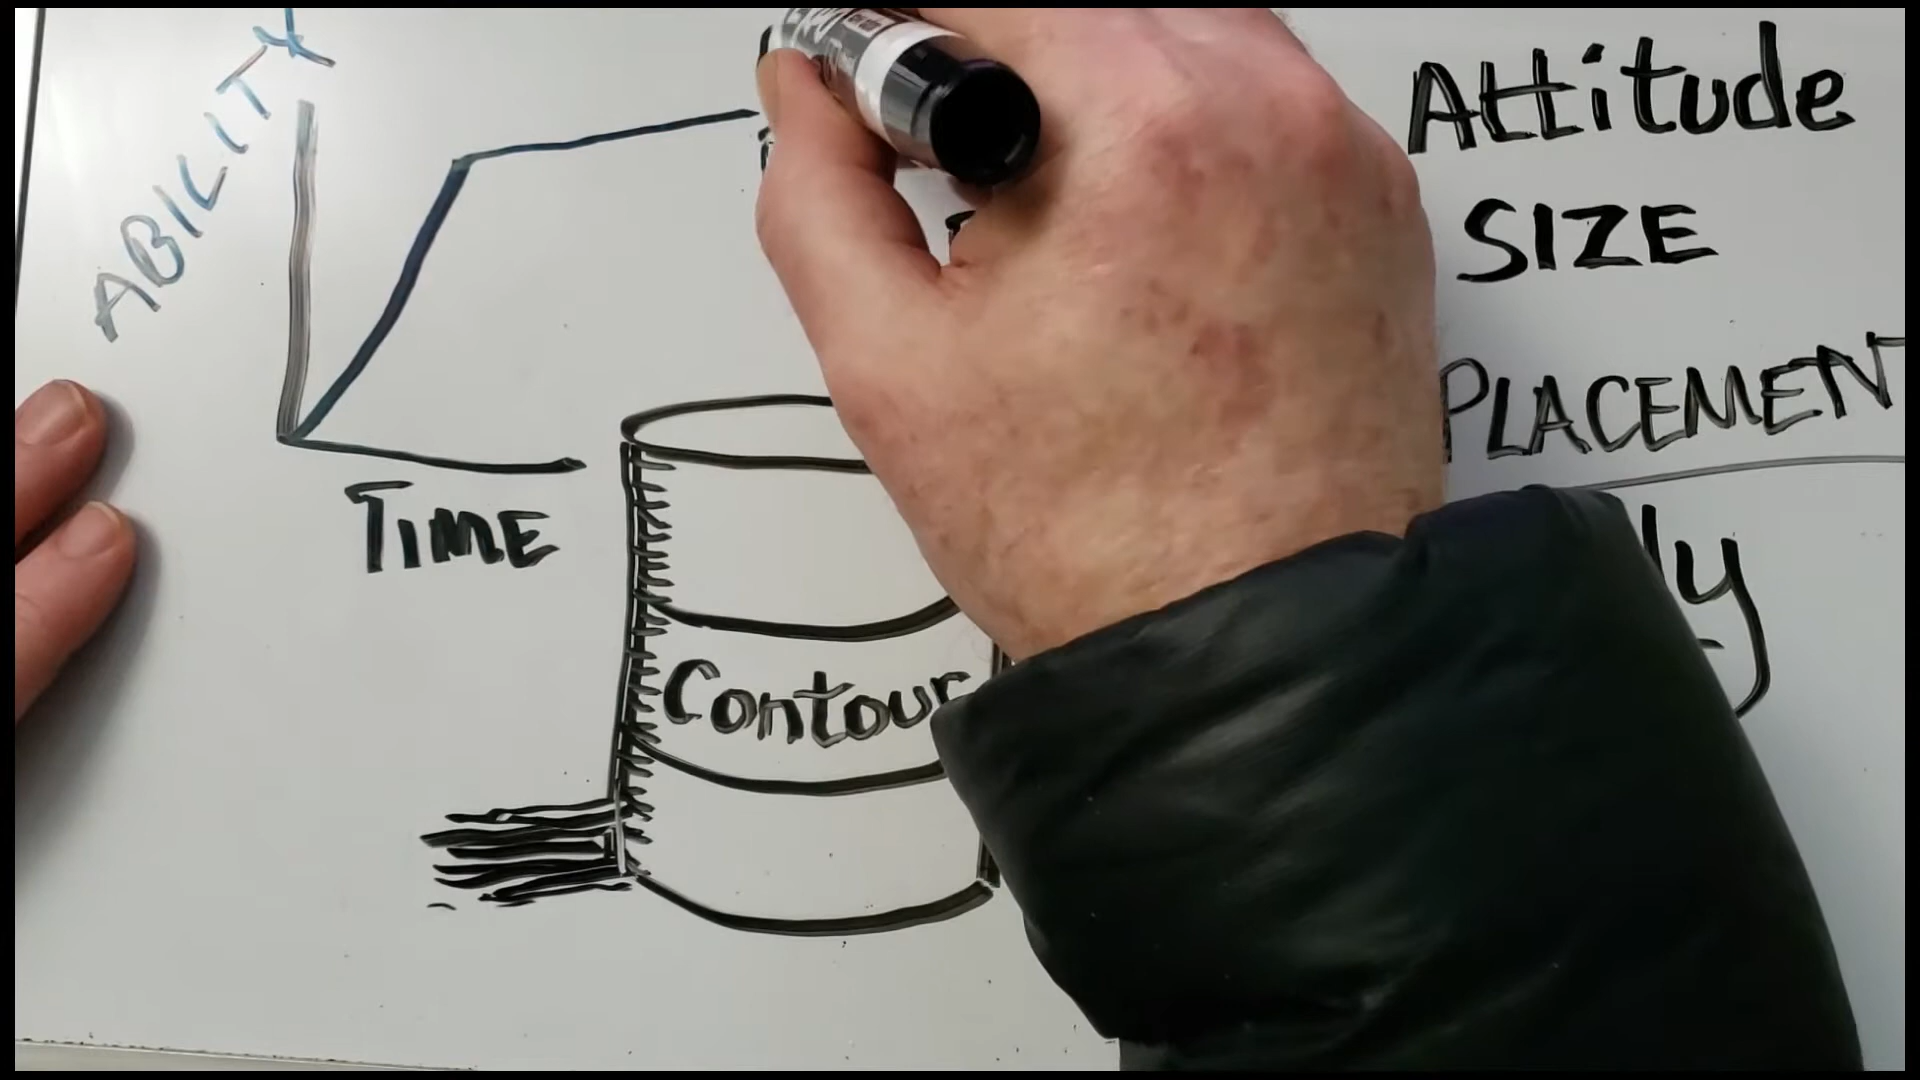 ABILITY
TIME
Contour
Attitude
SIZE
PLACEMENT